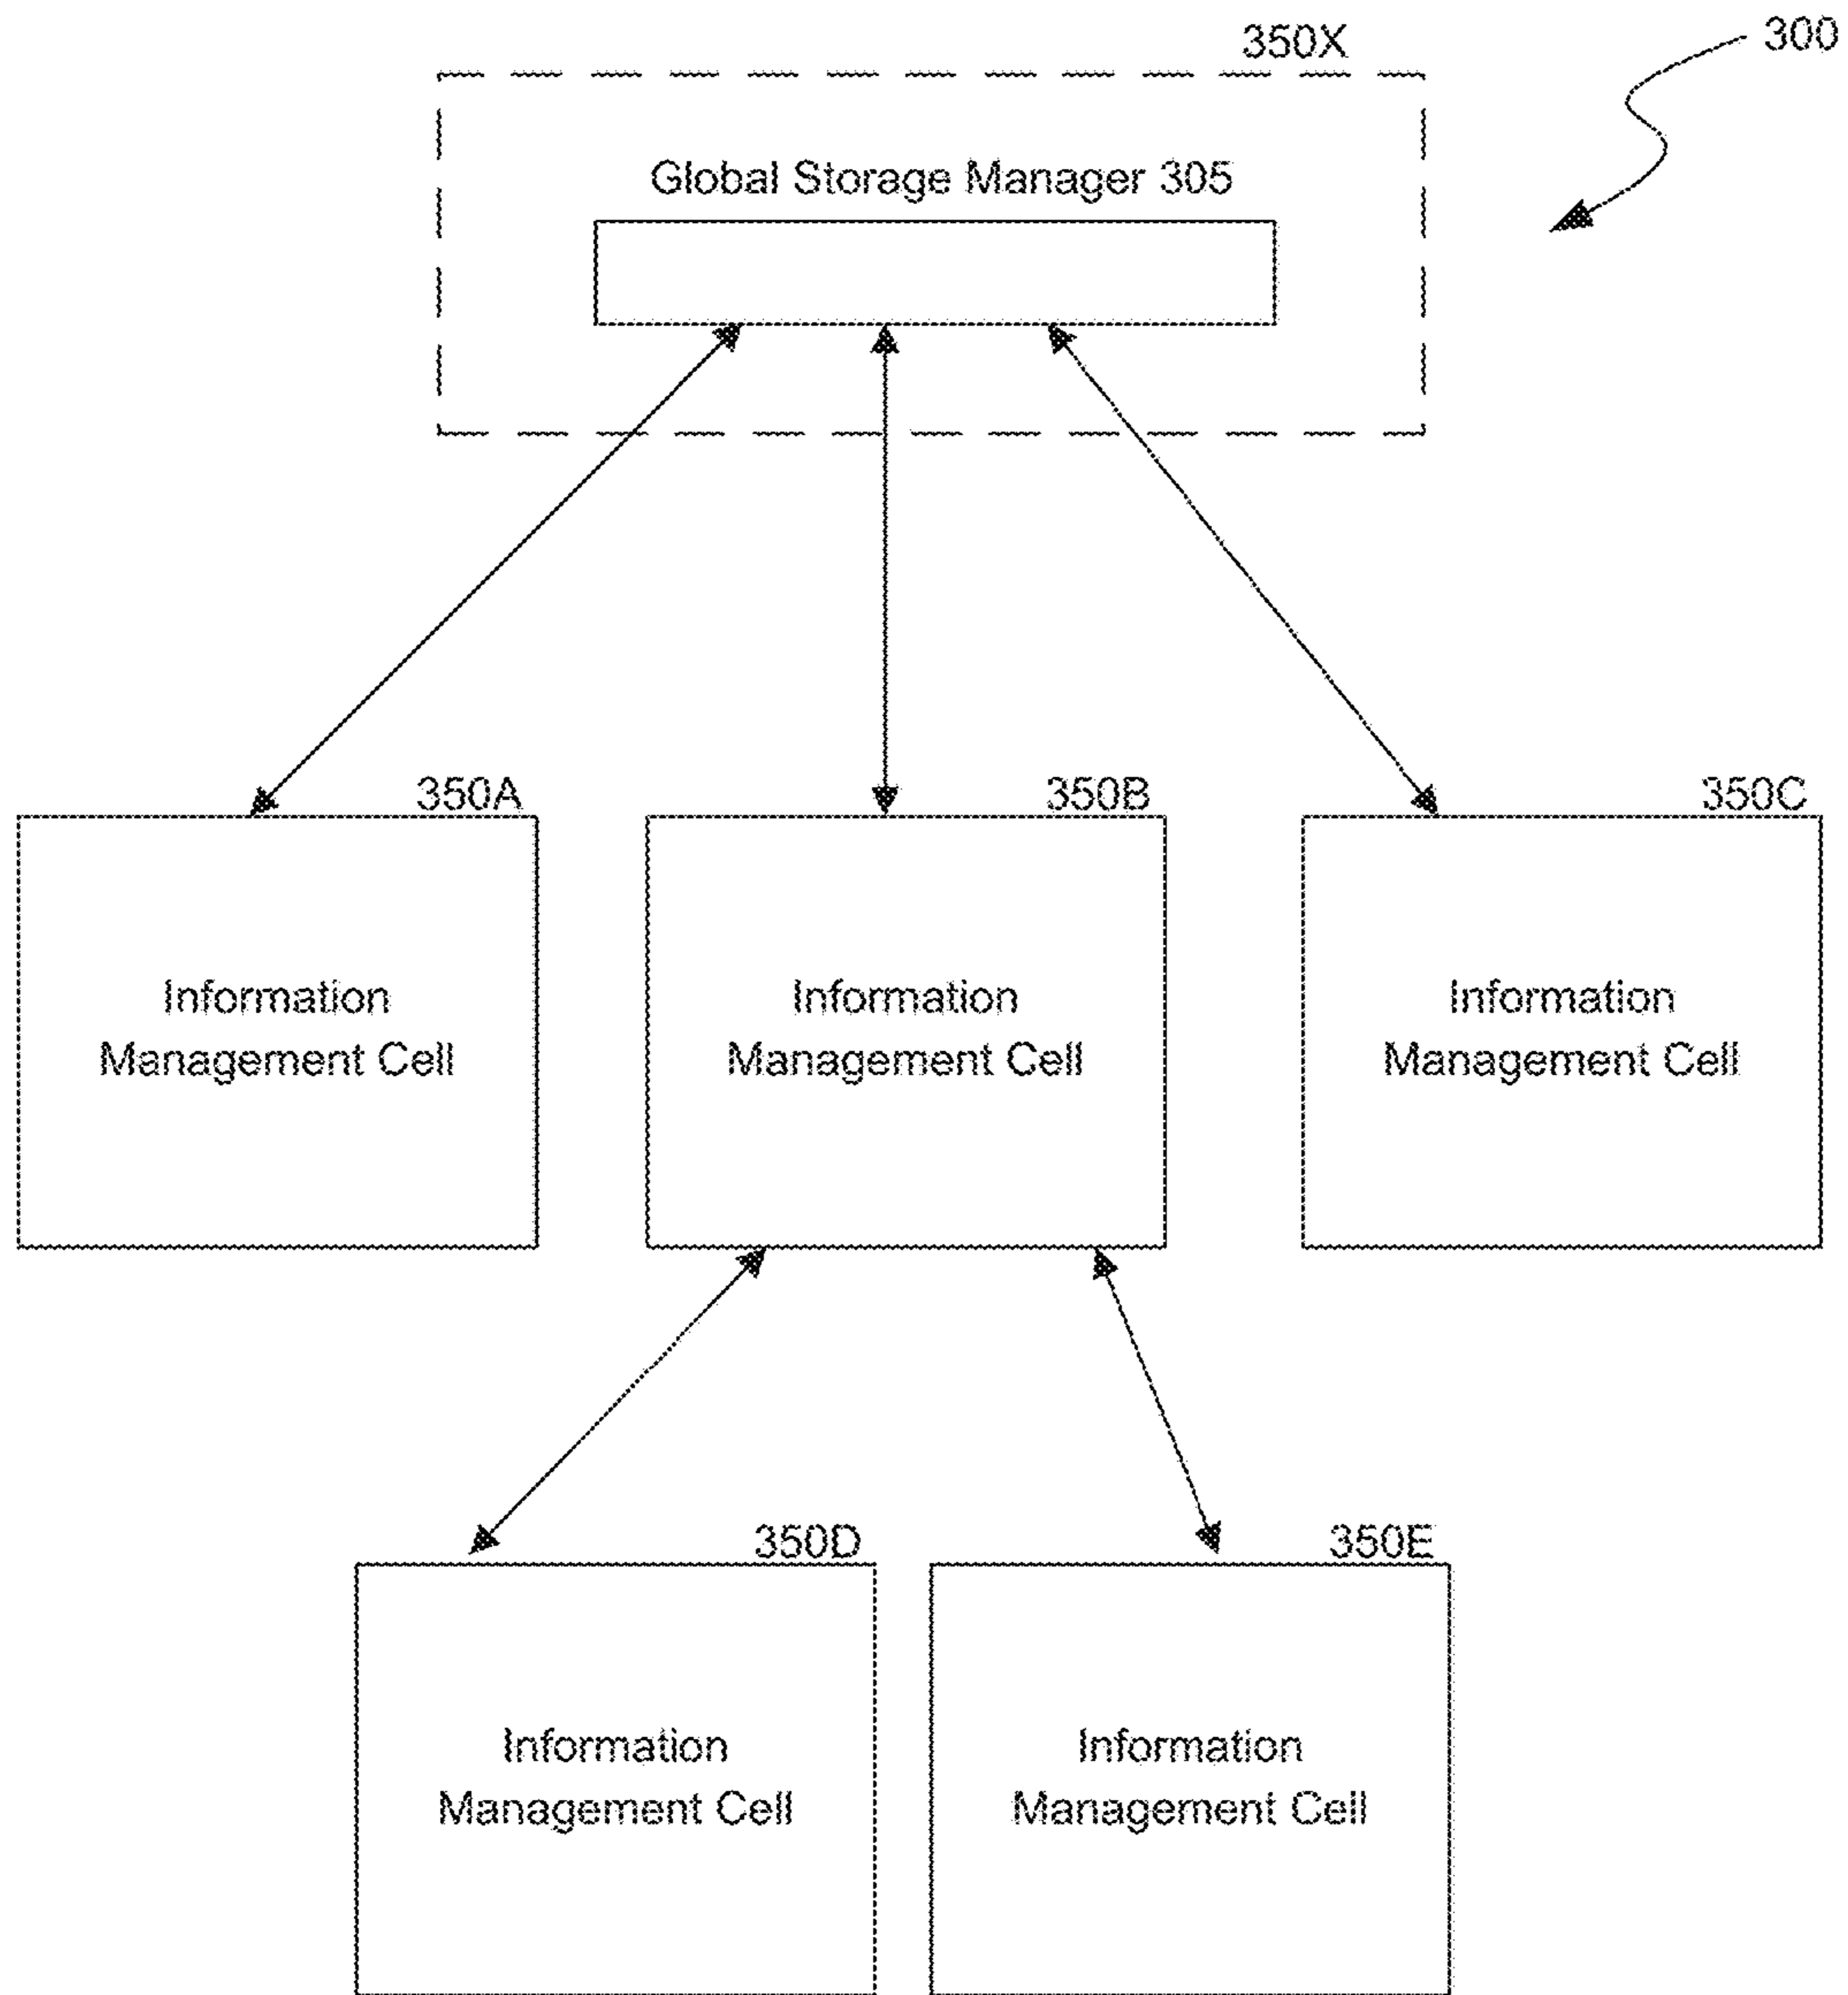 350X
300
Global Storage Manager 305
350A
350B
350C
Information
Management Cell
Information
Management Cell
Information
Management Cell
350D
350E
Information
Management Cell
Information
Management Cell